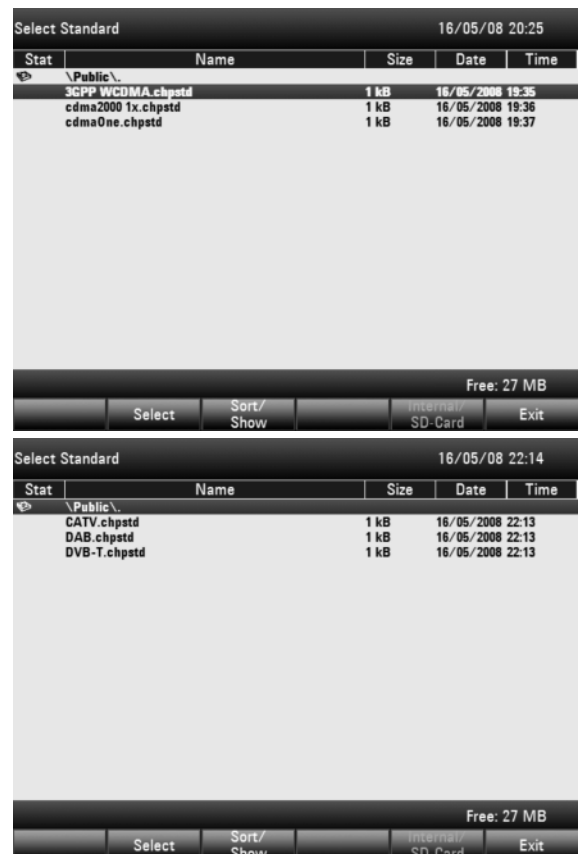 Select Standard 16/05/08 20:25
Stat Name Size Date Time
\Public\.
3GPP WCDMA.chpstd 1 kB 16/05/2008 19:35
cdma2000 1x.chpstd 1 kB 16/05/2008 19:36
cdmaOne.chpstd 1 kB 16/05/2008 19:37
Free: 27 MB
Select Sort/ Show Internal/ SD-Card Exit
Select Standard 16/05/08 22:14
Stat Name Size Date Time
\Public\.
CATV.chpstd 1 kB 16/05/2008 22:13
DAB.chpstd 1 kB 16/05/2008 22:13
DVB-T.chpstd 1 kB 16/05/2008 22:13
Free: 27 MB
Select Sort/ Show Internal/ SD-Card Exit